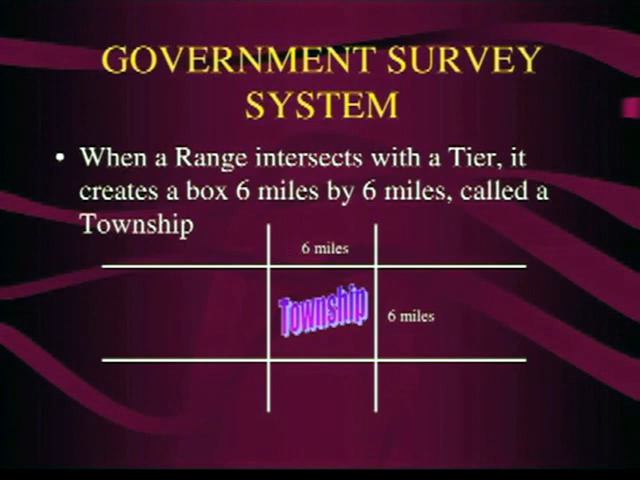 GOVERNMENT SURVEY
SYSTEM
• When a Range intersects with a Tier, it
creates a box 6 miles by 6 miles, called a
Township
6 miles
Township
6 miles